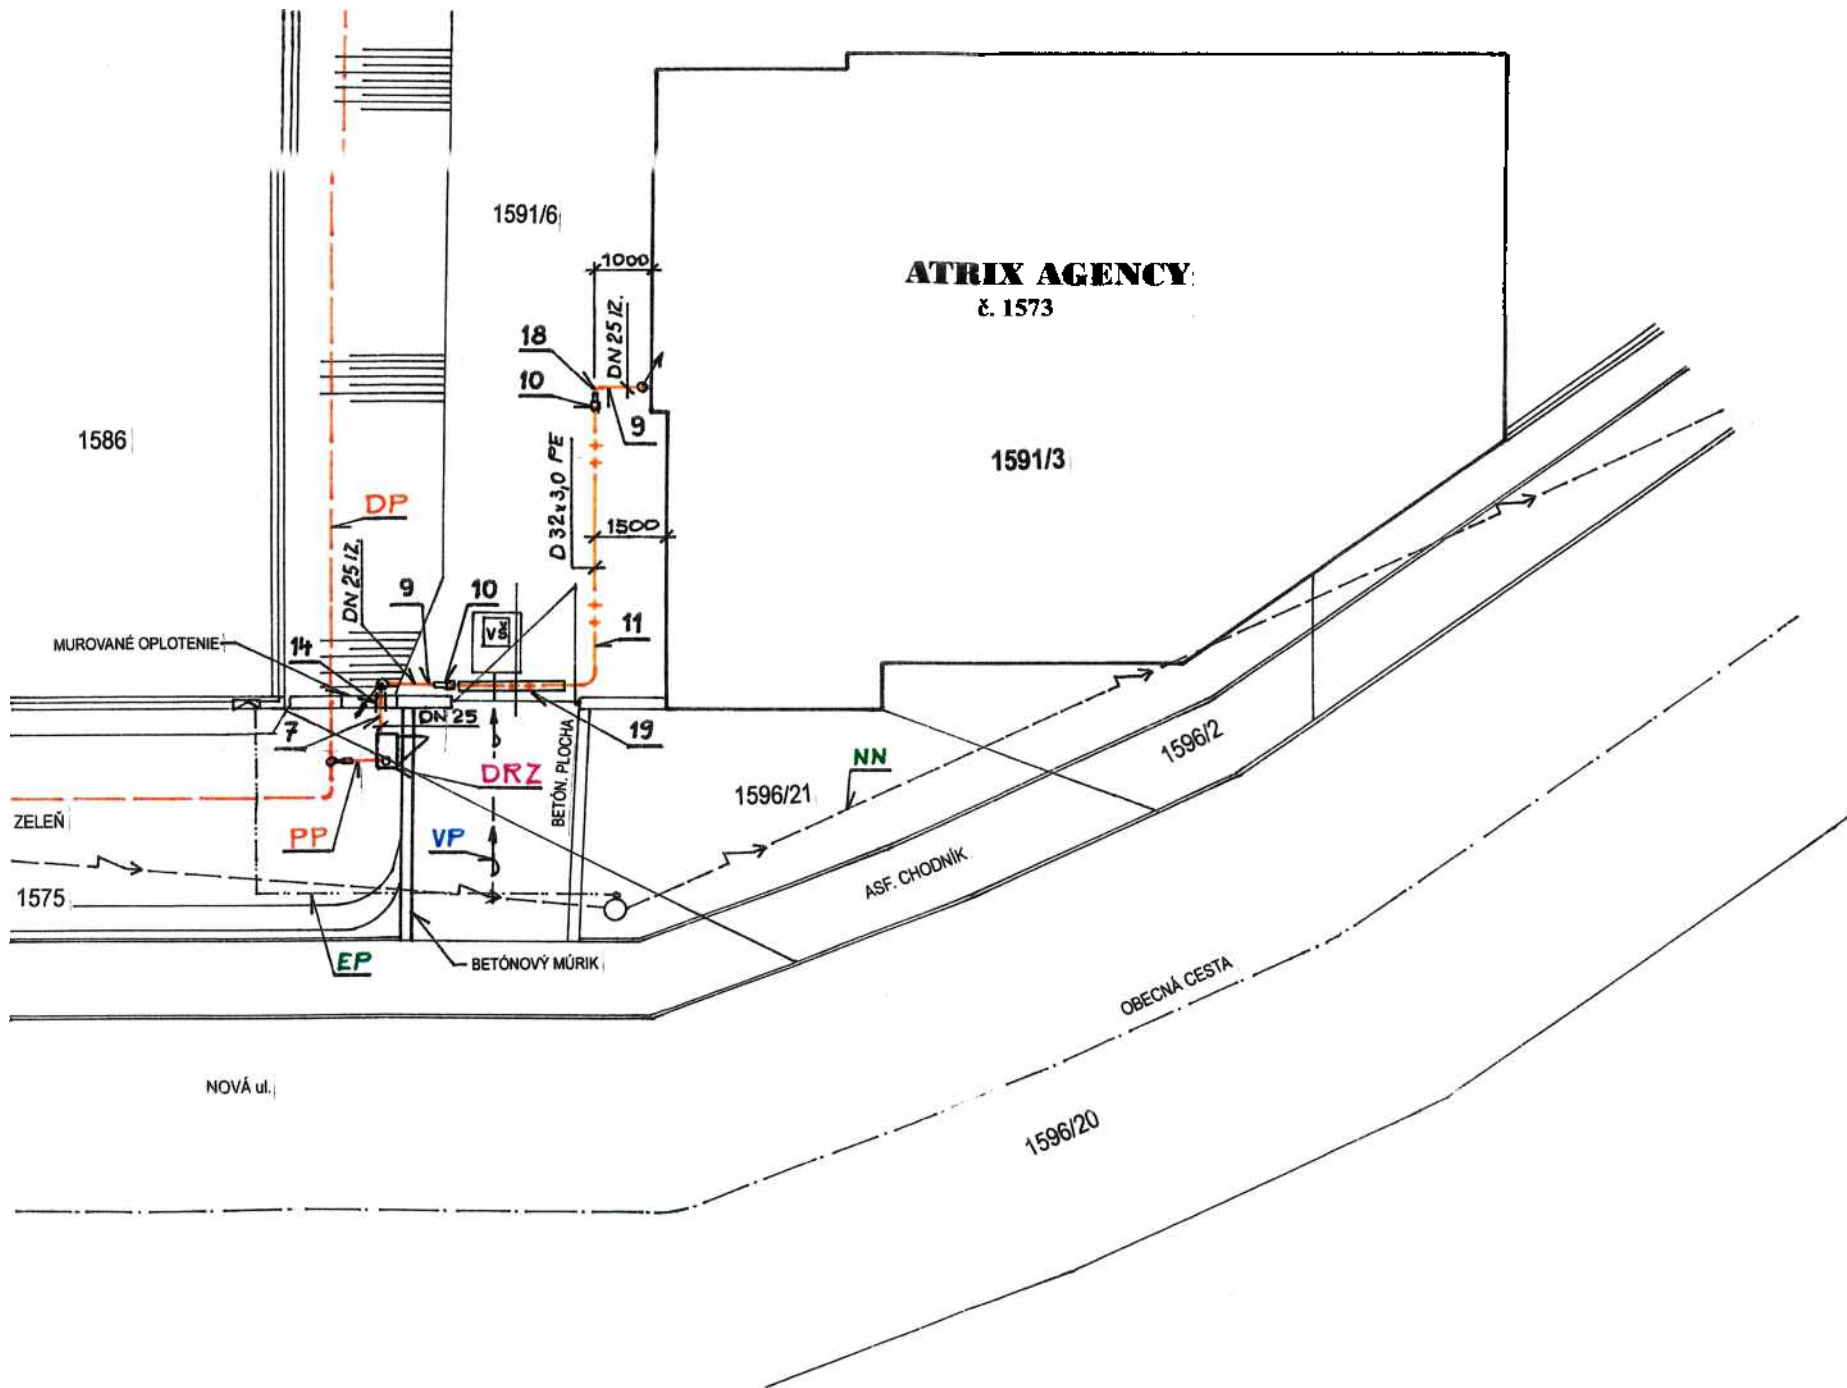 1591/6
1000
ATRIX AGENCY
č. 1573
DN 25 IZ.
18
10
9
1586
1591/3
D 32x3,0 PE
DP
1500
DN 25 IZ.
9
10
VŠ
11
MUROVANÉ OPLOTENIE
14
DN 25
7
19
BETÓN. PLOCHA
1596/2
NN
DRZ
1596/21
ZELEŇ
PP
VP
ASF. CHODNÍK
1575
EP
BETÓNOVÝ MÚRIK
OBECNÁ CESTA
NOVÁ ul.
1596/20